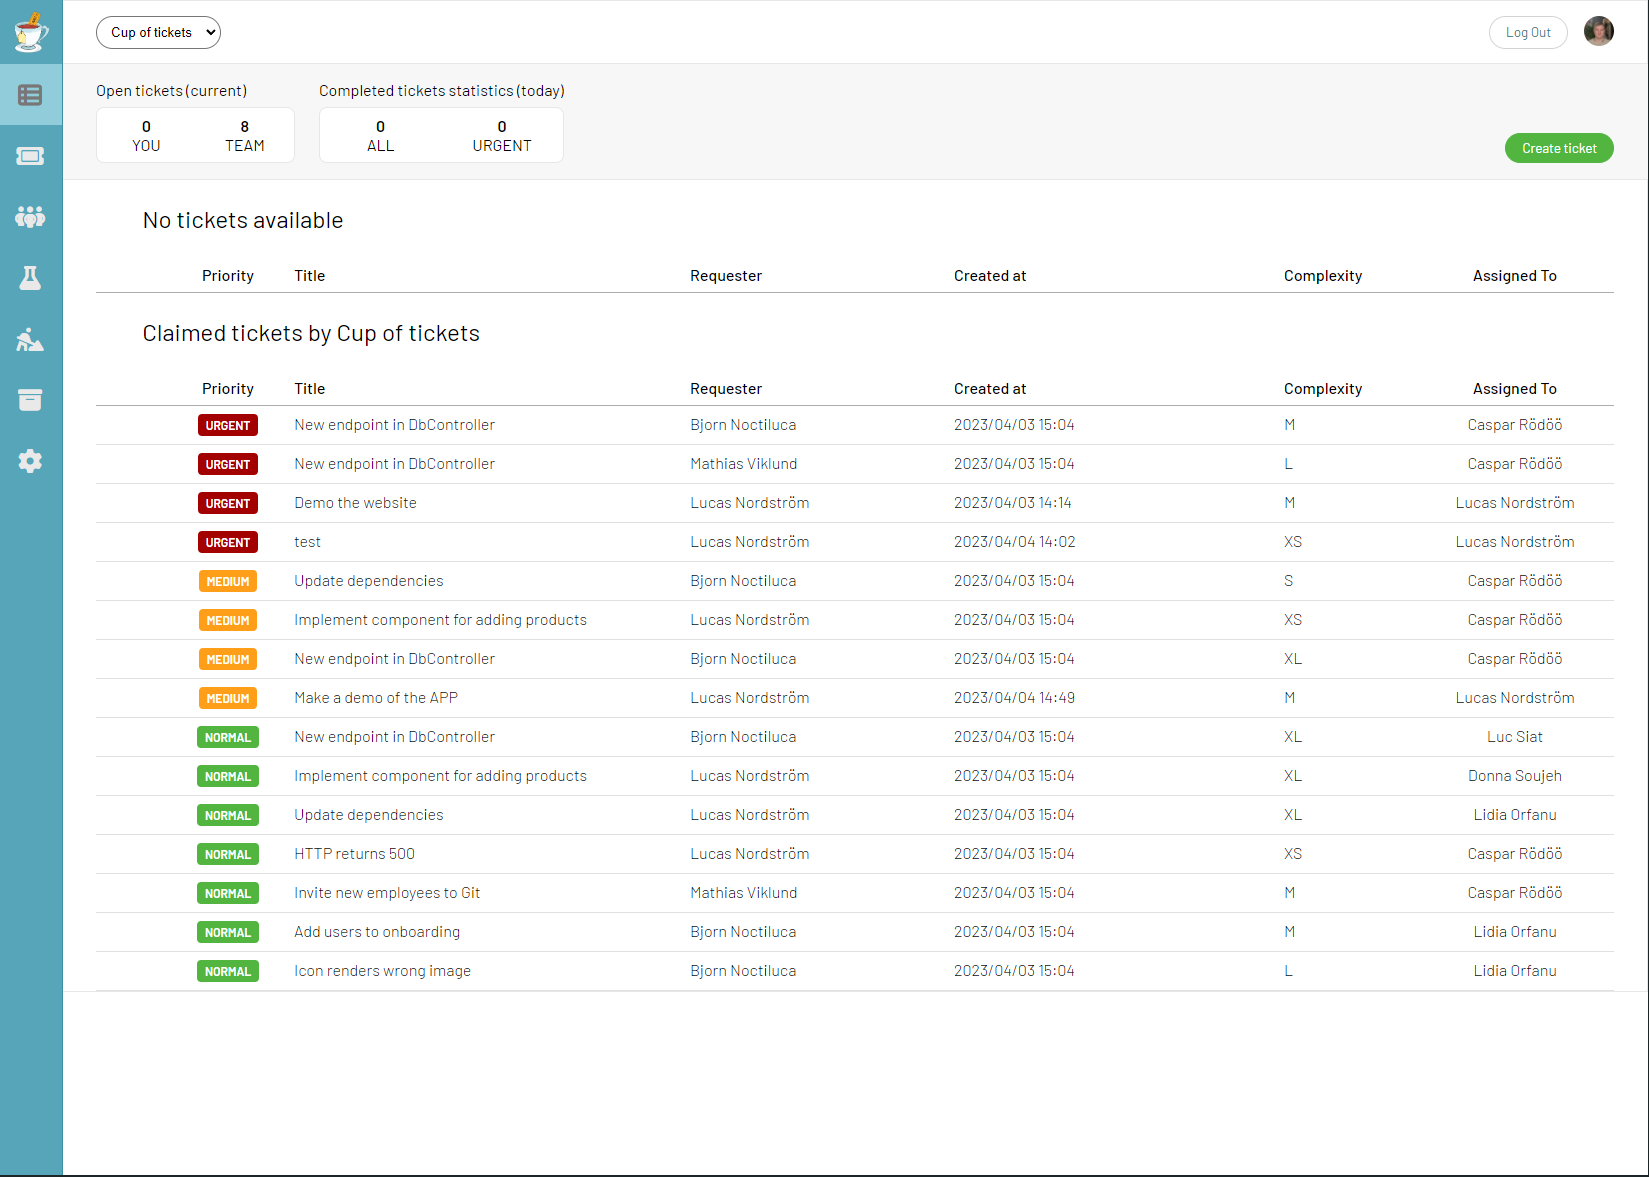 Cup of tickets
Log Out
Open tickets (current)
Completed tickets statistics (today)
0 8 0 0
YOU TEAM ALL URGENT
Create ticket
No tickets available
Priority Title Requester Created at Complexity Assigned To
Claimed tickets by Cup of tickets
Priority Title Requester Created at Complexity Assigned To
URGENT New endpoint in DbController Bjorn Noctiluca 2023/04/03 15:04 M Caspar Rödöö
URGENT New endpoint in DbController Mathias Viklund 2023/04/03 15:04 L Caspar Rödöö
URGENT Demo the website Lucas Nordström 2023/04/03 14:14 M Lucas Nordström
URGENT test Lucas Nordström 2023/04/04 14:02 XS Lucas Nordström
MEDIUM Update dependencies Bjorn Noctiluca 2023/04/03 15:04 S Caspar Rödöö
MEDIUM Implement component for adding products Lucas Nordström 2023/04/03 15:04 XS Caspar Rödöö
MEDIUM New endpoint in DbController Bjorn Noctiluca 2023/04/03 15:04 XL Caspar Rödöö
MEDIUM Make a demo of the APP Lucas Nordström 2023/04/04 14:49 M Lucas Nordström
NORMAL New endpoint in DbController Bjorn Noctiluca 2023/04/03 15:04 XL Luc Siat
NORMAL Implement component for adding products Lucas Nordström 2023/04/03 15:04 XL Donna Soujeh
NORMAL Update dependencies Lucas Nordström 2023/04/03 15:04 XL Lidia Orfanu
NORMAL HTTP returns 500 Lucas Nordström 2023/04/03 15:04 XS Caspar Rödöö
NORMAL Invite new employees to Git Mathias Viklund 2023/04/03 15:04 M Caspar Rödöö
NORMAL Add users to onboarding Bjorn Noctiluca 2023/04/03 15:04 M Lidia Orfanu
NORMAL Icon renders wrong image Bjorn Noctiluca 2023/04/03 15:04 L Lidia Orfanu